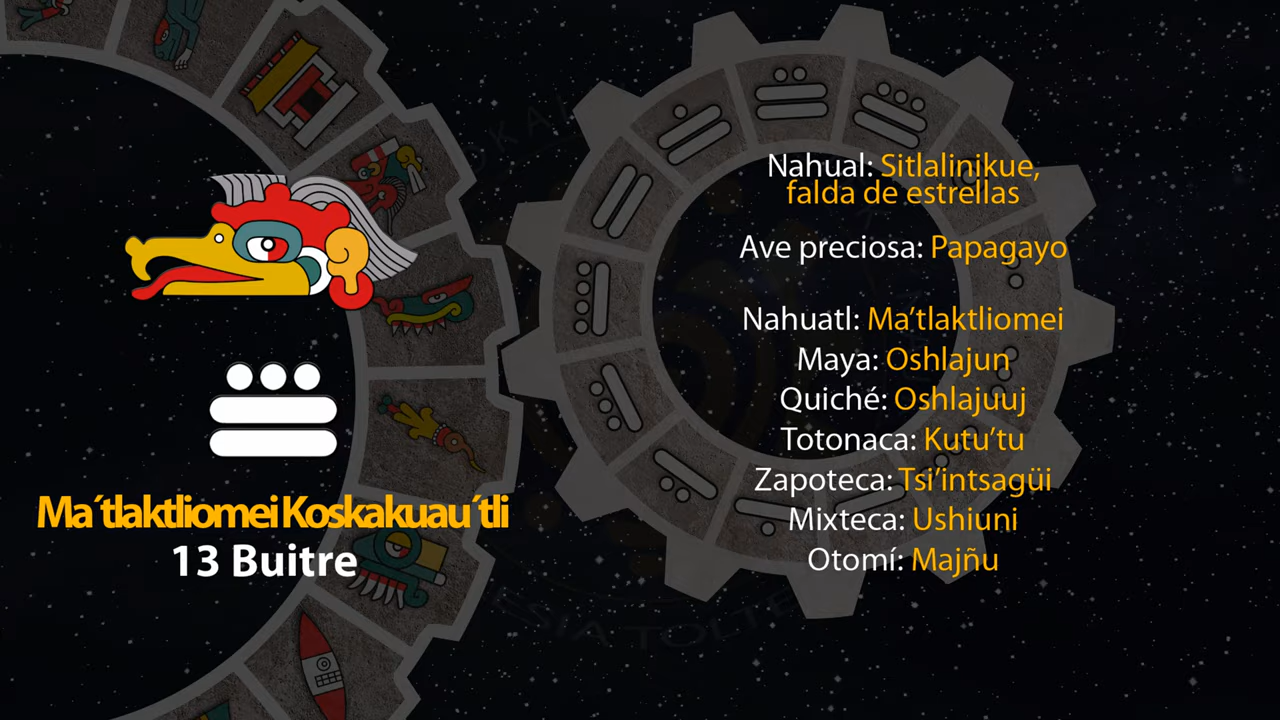 Ma´tlaktliomei Koskakuau´tli
13 Buitre
Nahual: Sitlalinikue,
falda de estrellas
Ave preciosa: Papagayo
Nahuatl: Ma’tlaktliomei
Maya: Oshlajun
Quiché: Oshlajuuj
Totonaca: Kutu’tu
Zapoteca: Tsi’intsagüi
Mixteca: Ushiuni
Otomí: Majñu